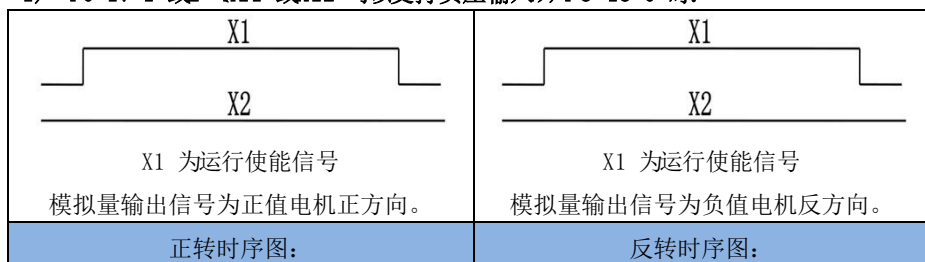 X1 X1
X2 X2
X1 为运行使能信号 X1 为运行使能信号
模拟量输出信号为正值电机正方向。 模拟量输出信号为负值电机反方向。
正转时序图： 反转时序图：